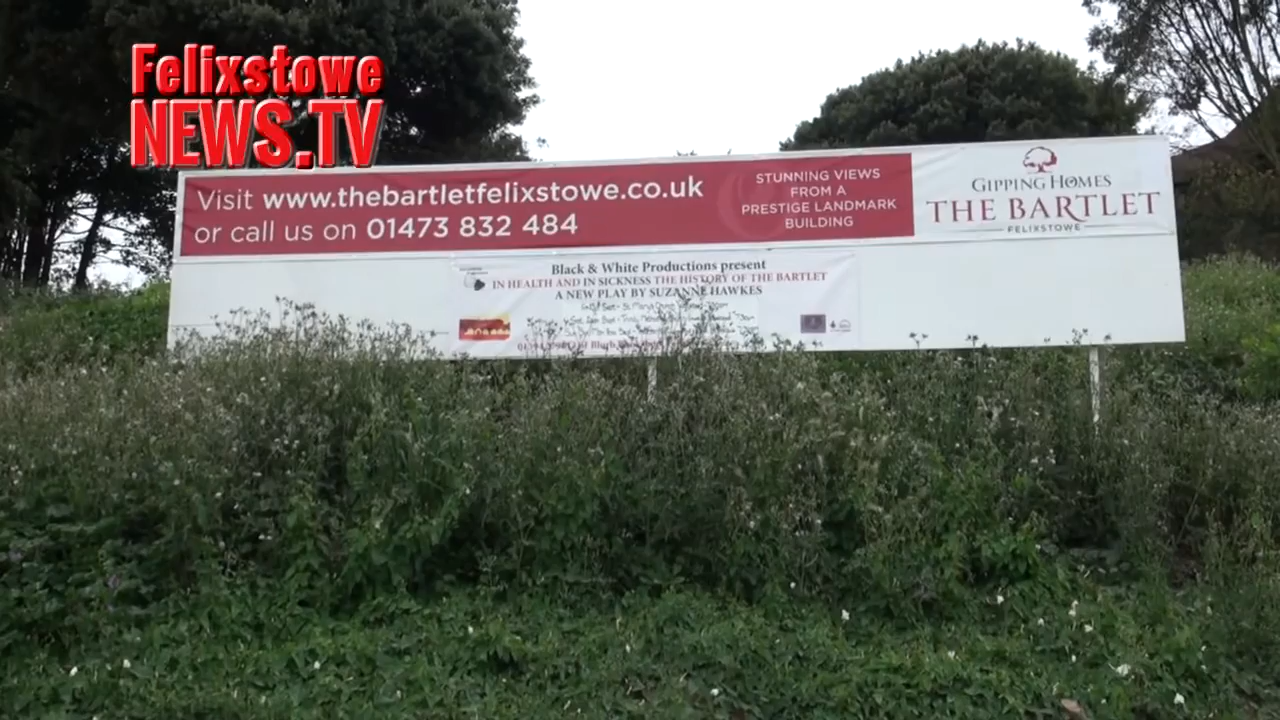 Felixstowe
NEWS.TV
Visit www.thebartletfelixstowe.co.uk
or call us on 01473 832 484
STUNNING VIEWS
FROM A
PRESTIGE LANDMARK
BUILDING
GIPPING HOMES
THE BARTLET
FELIXSTOWE
Black & White Productions present
IN HEALTH AND IN SICKNESS THE HISTORY OF THE BARTLET
A NEW PLAY BY SUZANNE HAWKES